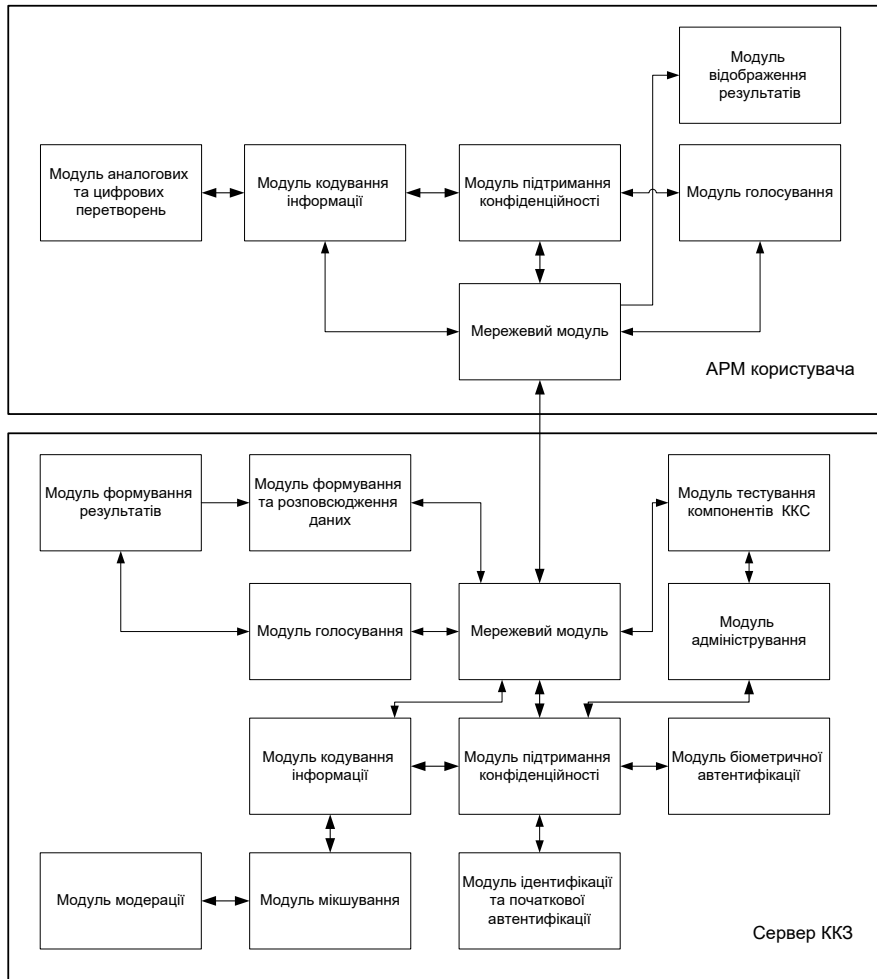 Модуль
відображення
результатів
Модуль аналогових
та цифрових
перетворень
Модуль кодування
інформації
Модуль підтримання
конфіденційності
Модуль голосування
Мережевий модуль
АРМ користувача
Модуль формування
результатів
Модуль формування
та розповсюдження
даних
Модуль тестування
компонентів ККС
Модуль голосування
Мережевий модуль
Модуль
адміністрування
Модуль кодування
інформації
Модуль підтримання
конфіденційності
Модуль біометричної
автентифікації
Модуль модерації
Модуль мікшування
Модуль ідентифікації
та початкової
автентифікації
Сервер ККЗ